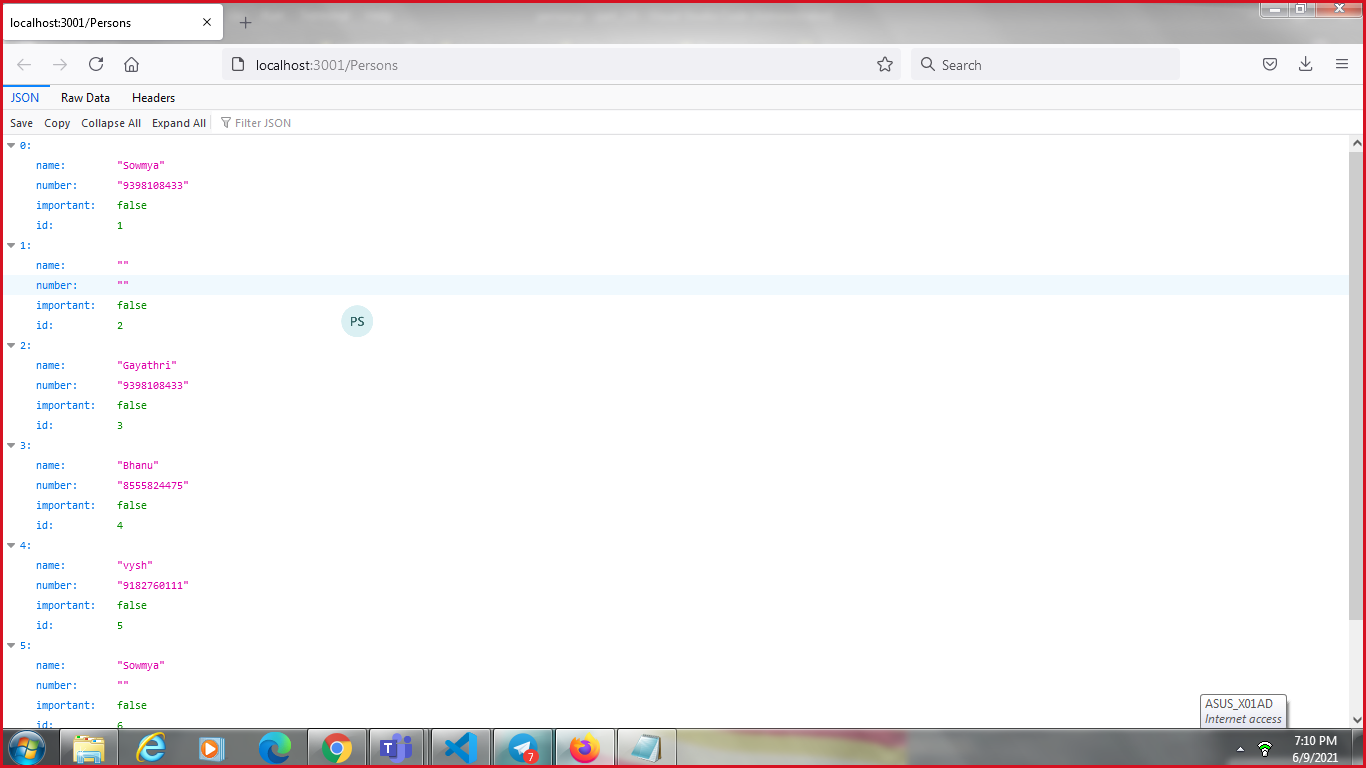 localhost:3001/Persons
localhost:3001/Persons
Search
JSON Raw Data Headers
Save Copy Collapse All Expand All Filter JSON
0:
name: "Sowmya"
number: "9398108433"
important: false
id: 1
1:
name: ""
number: ""
important: false
id: 2
PS
2:
name: "Gayathri"
number: "9398108433"
important: false
id: 3
3:
name: "Bhanu"
number: "8555824475"
important: false
id: 4
4:
name: "vysh"
number: "9182760111"
important: false
id: 5
5:
name: "Sowmya"
number: ""
important: false
id: 6
ASUS_X01AD
Internet access
7
7:10 PM
6/9/2021